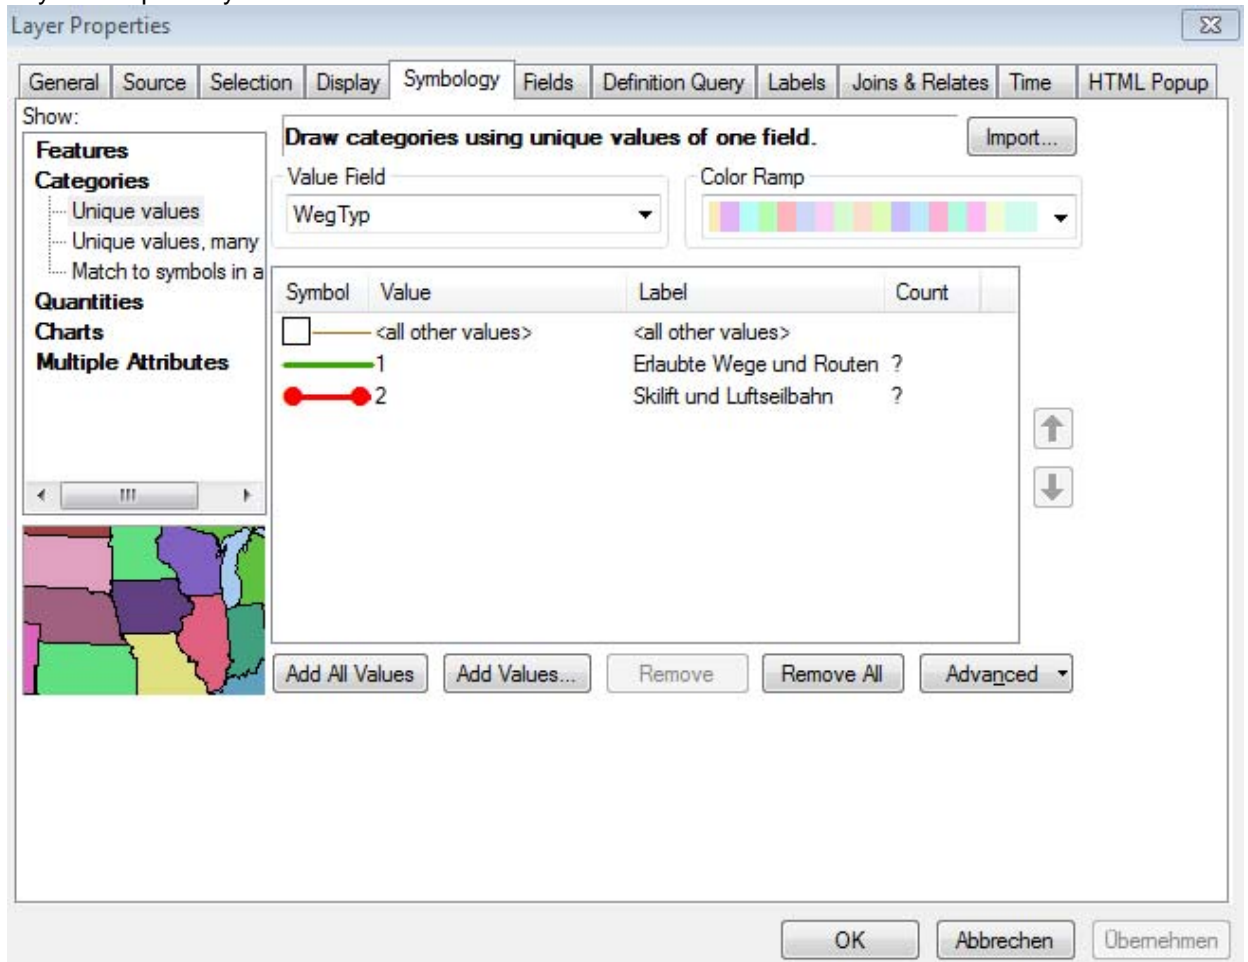 Layer Properties
General Source Selection Display Symbology Fields Definition Query Labels Joins & Relates Time HTML Popup
Show:
Features
Categories
Unique values
Unique values, many
Match to symbols in a
Quantities
Charts
Multiple Attributes
Draw categories using unique values of one field.
Import...
Value Field
WegTyp
Color Ramp
Symbol Value Label Count
<all other values> <all other values>
1 Erlaubte Wege und Routen ?
2 Skilift und Luftseilbahn ?
Add All Values Add Values... Remove Remove All Advanced
OK Abbrechen Übernehmen